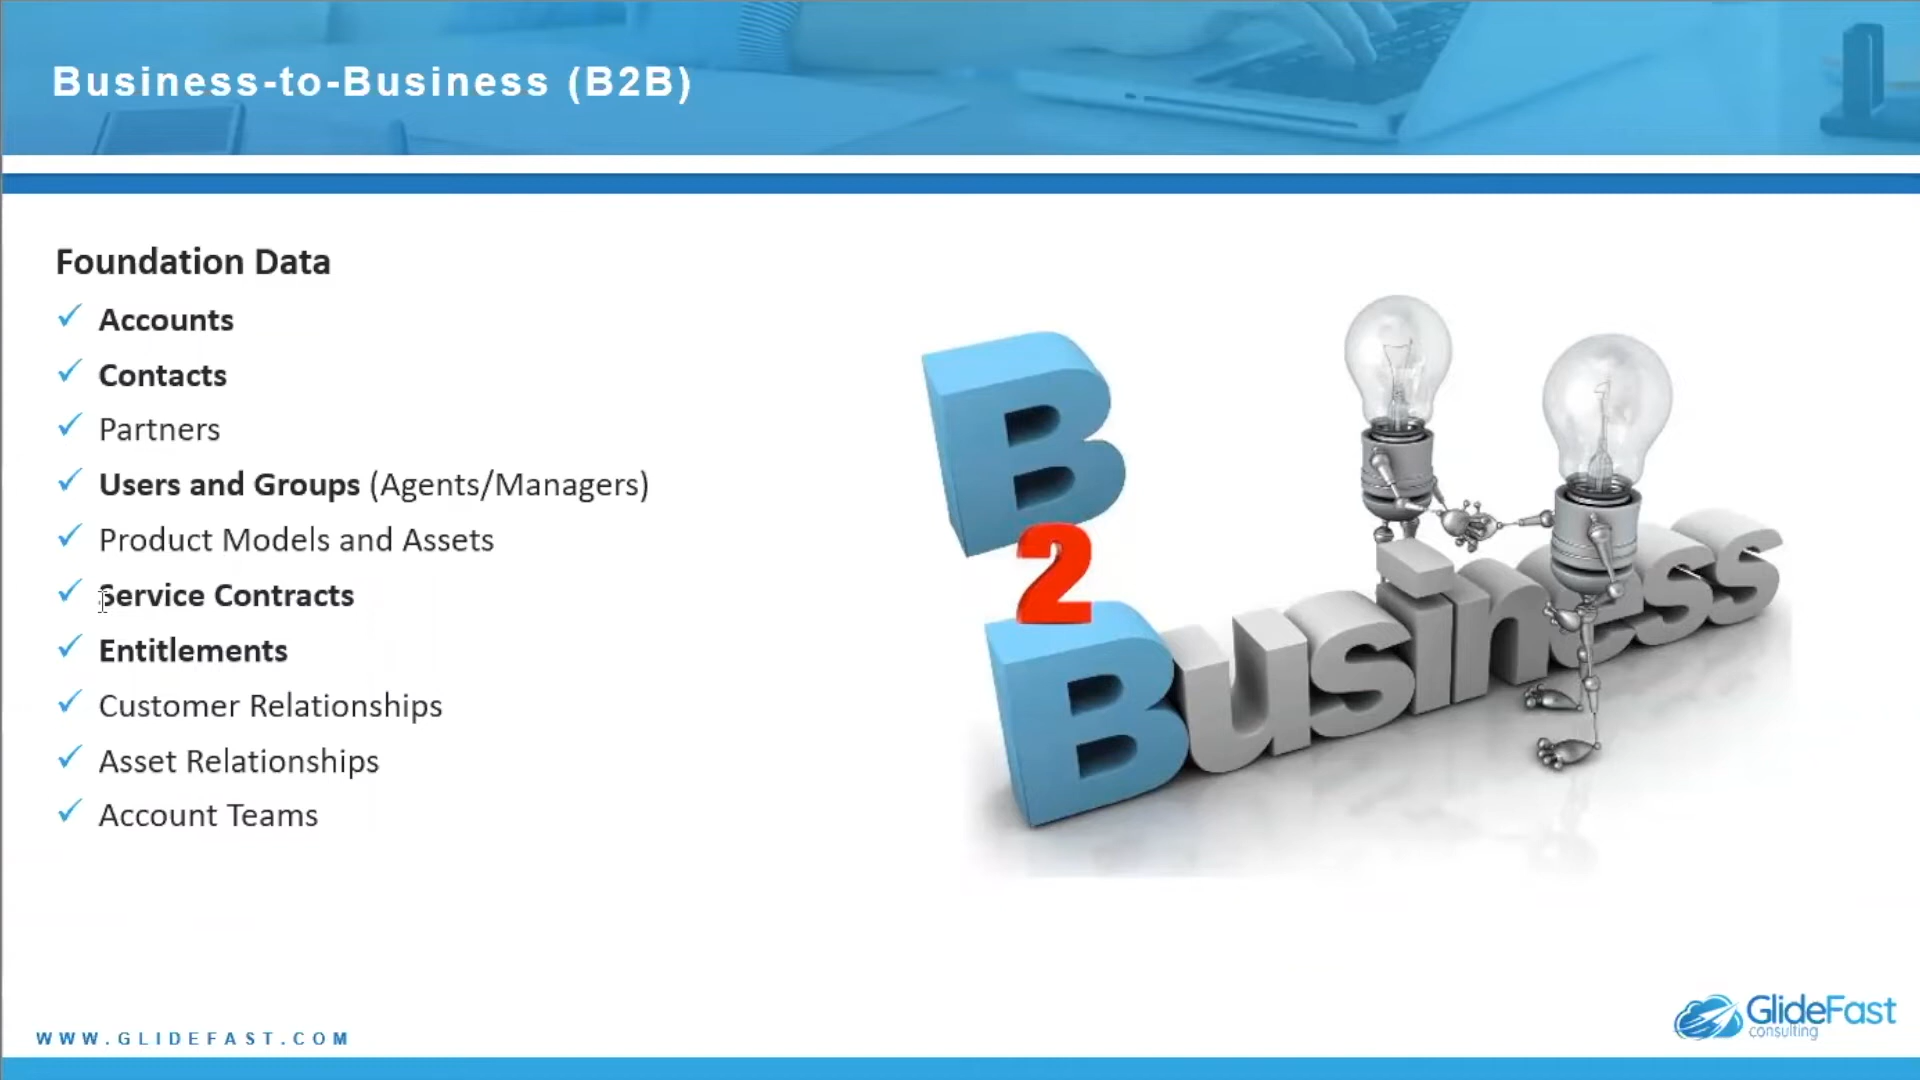 Business-to-Business (B2B)
Foundation Data
Accounts
Contacts
Partners
Users and Groups (Agents/Managers)
Product Models and Assets
Service Contracts
Entitlements
Customer Relationships
Asset Relationships
Account Teams
B
2
Business
WWW.GLIDEFAST.COM
GlideFast
consulting